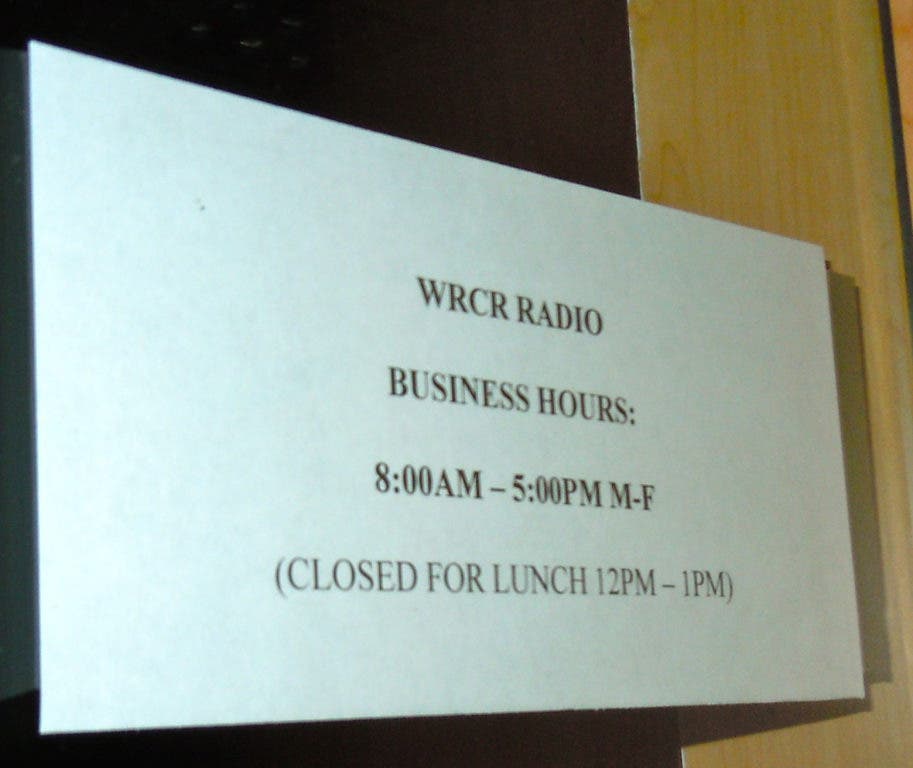 WRCR RADIO
BUSINESS HOURS:
8:00AM – 5:00PM M-F
(CLOSED FOR LUNCH 12PM – 1PM)